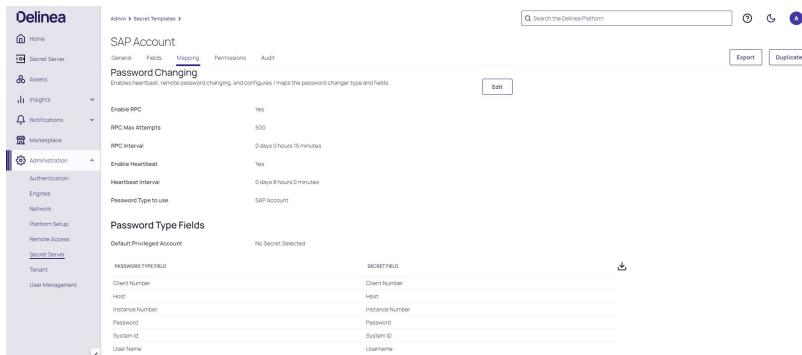 Delinea
Admin > Secret Templates >
Search the Delinea Platform
A
Home
Secret Server
Assets
Insights
Notifications
Marketplace
Administration
Authentication
Engines
Network
Platform Setup
Remote Access
Secret Server
Tenant
User Management
SAP Account
General Fields Mapping Permissions Audit
Export Duplicate
Password Changing
Enables heartbeat, remote password changing, and configures / maps the password changer type and fields.
Edit
Enable RPC Yes
RPC Max Attempts 500
RPC Interval 0 days 0 hours 15 minutes
Enable Heartbeat Yes
Heartbeat Interval 0 days 8 hours 0 minutes
Password Type to use SAP Account
Password Type Fields
Default Privileged Account No Secret Selected
PASSWORD TYPE FIELD SECRET FIELD
Client Number Client Number
Host Host
Instance Number Instance Number
Password Password
System Id System ID
User Name Username